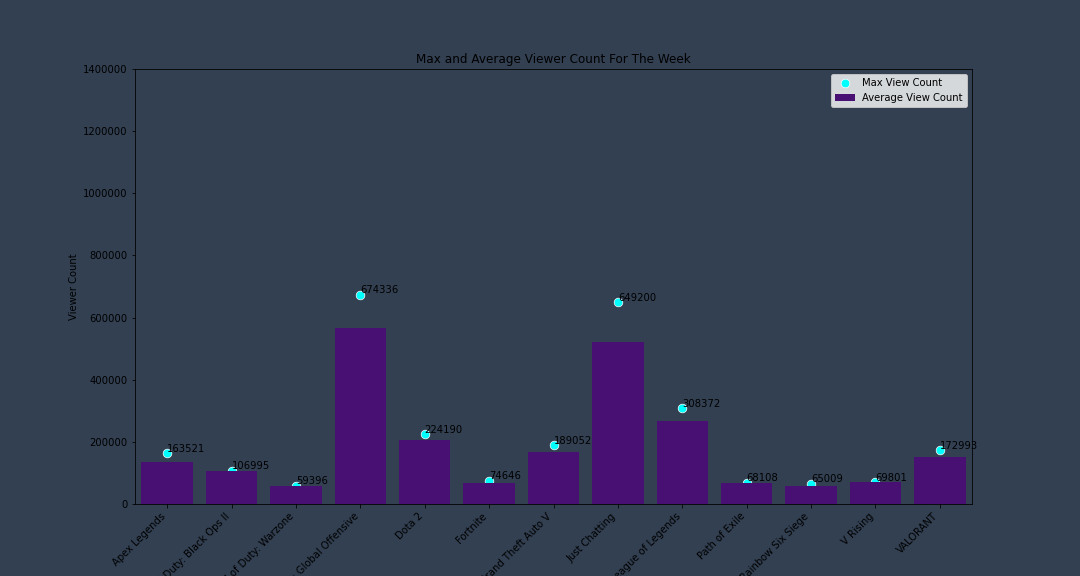 Max and Average Viewer Count For The Week
Max View Count
Average View Count
Viewer Count
1400000
1200000
1000000
800000
600000
400000
200000
0
163521
106995
59396
674336
224190
74646
189052
649200
308372
68108
65009
69801
172993
Apex Legends
Duty: Black Ops II
of Duty: Warzone
Global Offensive
Dota 2
Fortnite
Theft Auto V
Just Chatting
of Legends
Path of Exile
Rainbow Six Siege
V Rising
VALORANT